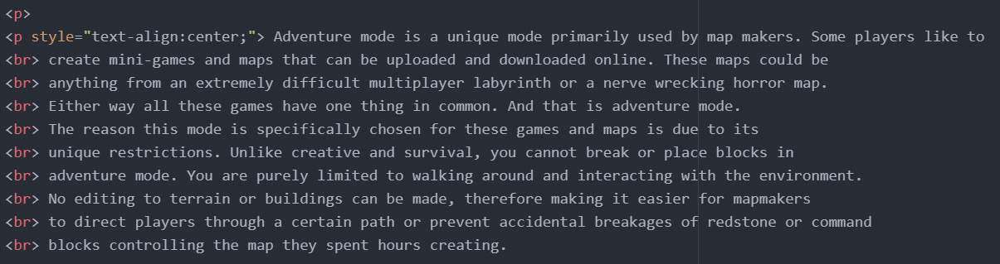 <p>
<p style="text-align:center;"> Adventure mode is a unique mode primarily used by map makers. Some players like to
<br> create mini-games and maps that can be uploaded and downloaded online. These maps could be
<br> anything from an extremely difficult multiplayer labyrinth or a nerve wrecking horror map.
<br> Either way all these games have one thing in common. And that is adventure mode.
<br> The reason this mode is specifically chosen for these games and maps is due to its
<br> unique restrictions. Unlike creative and survival, you cannot break or place blocks in
<br> adventure mode. You are purely limited to walking around and interacting with the environment.
<br> No editing to terrain or buildings can be made, therefore making it easier for mapmakers
<br> to direct players through a certain path or prevent accidental breakages of redstone or command
<br> blocks controlling the map they spent hours creating.